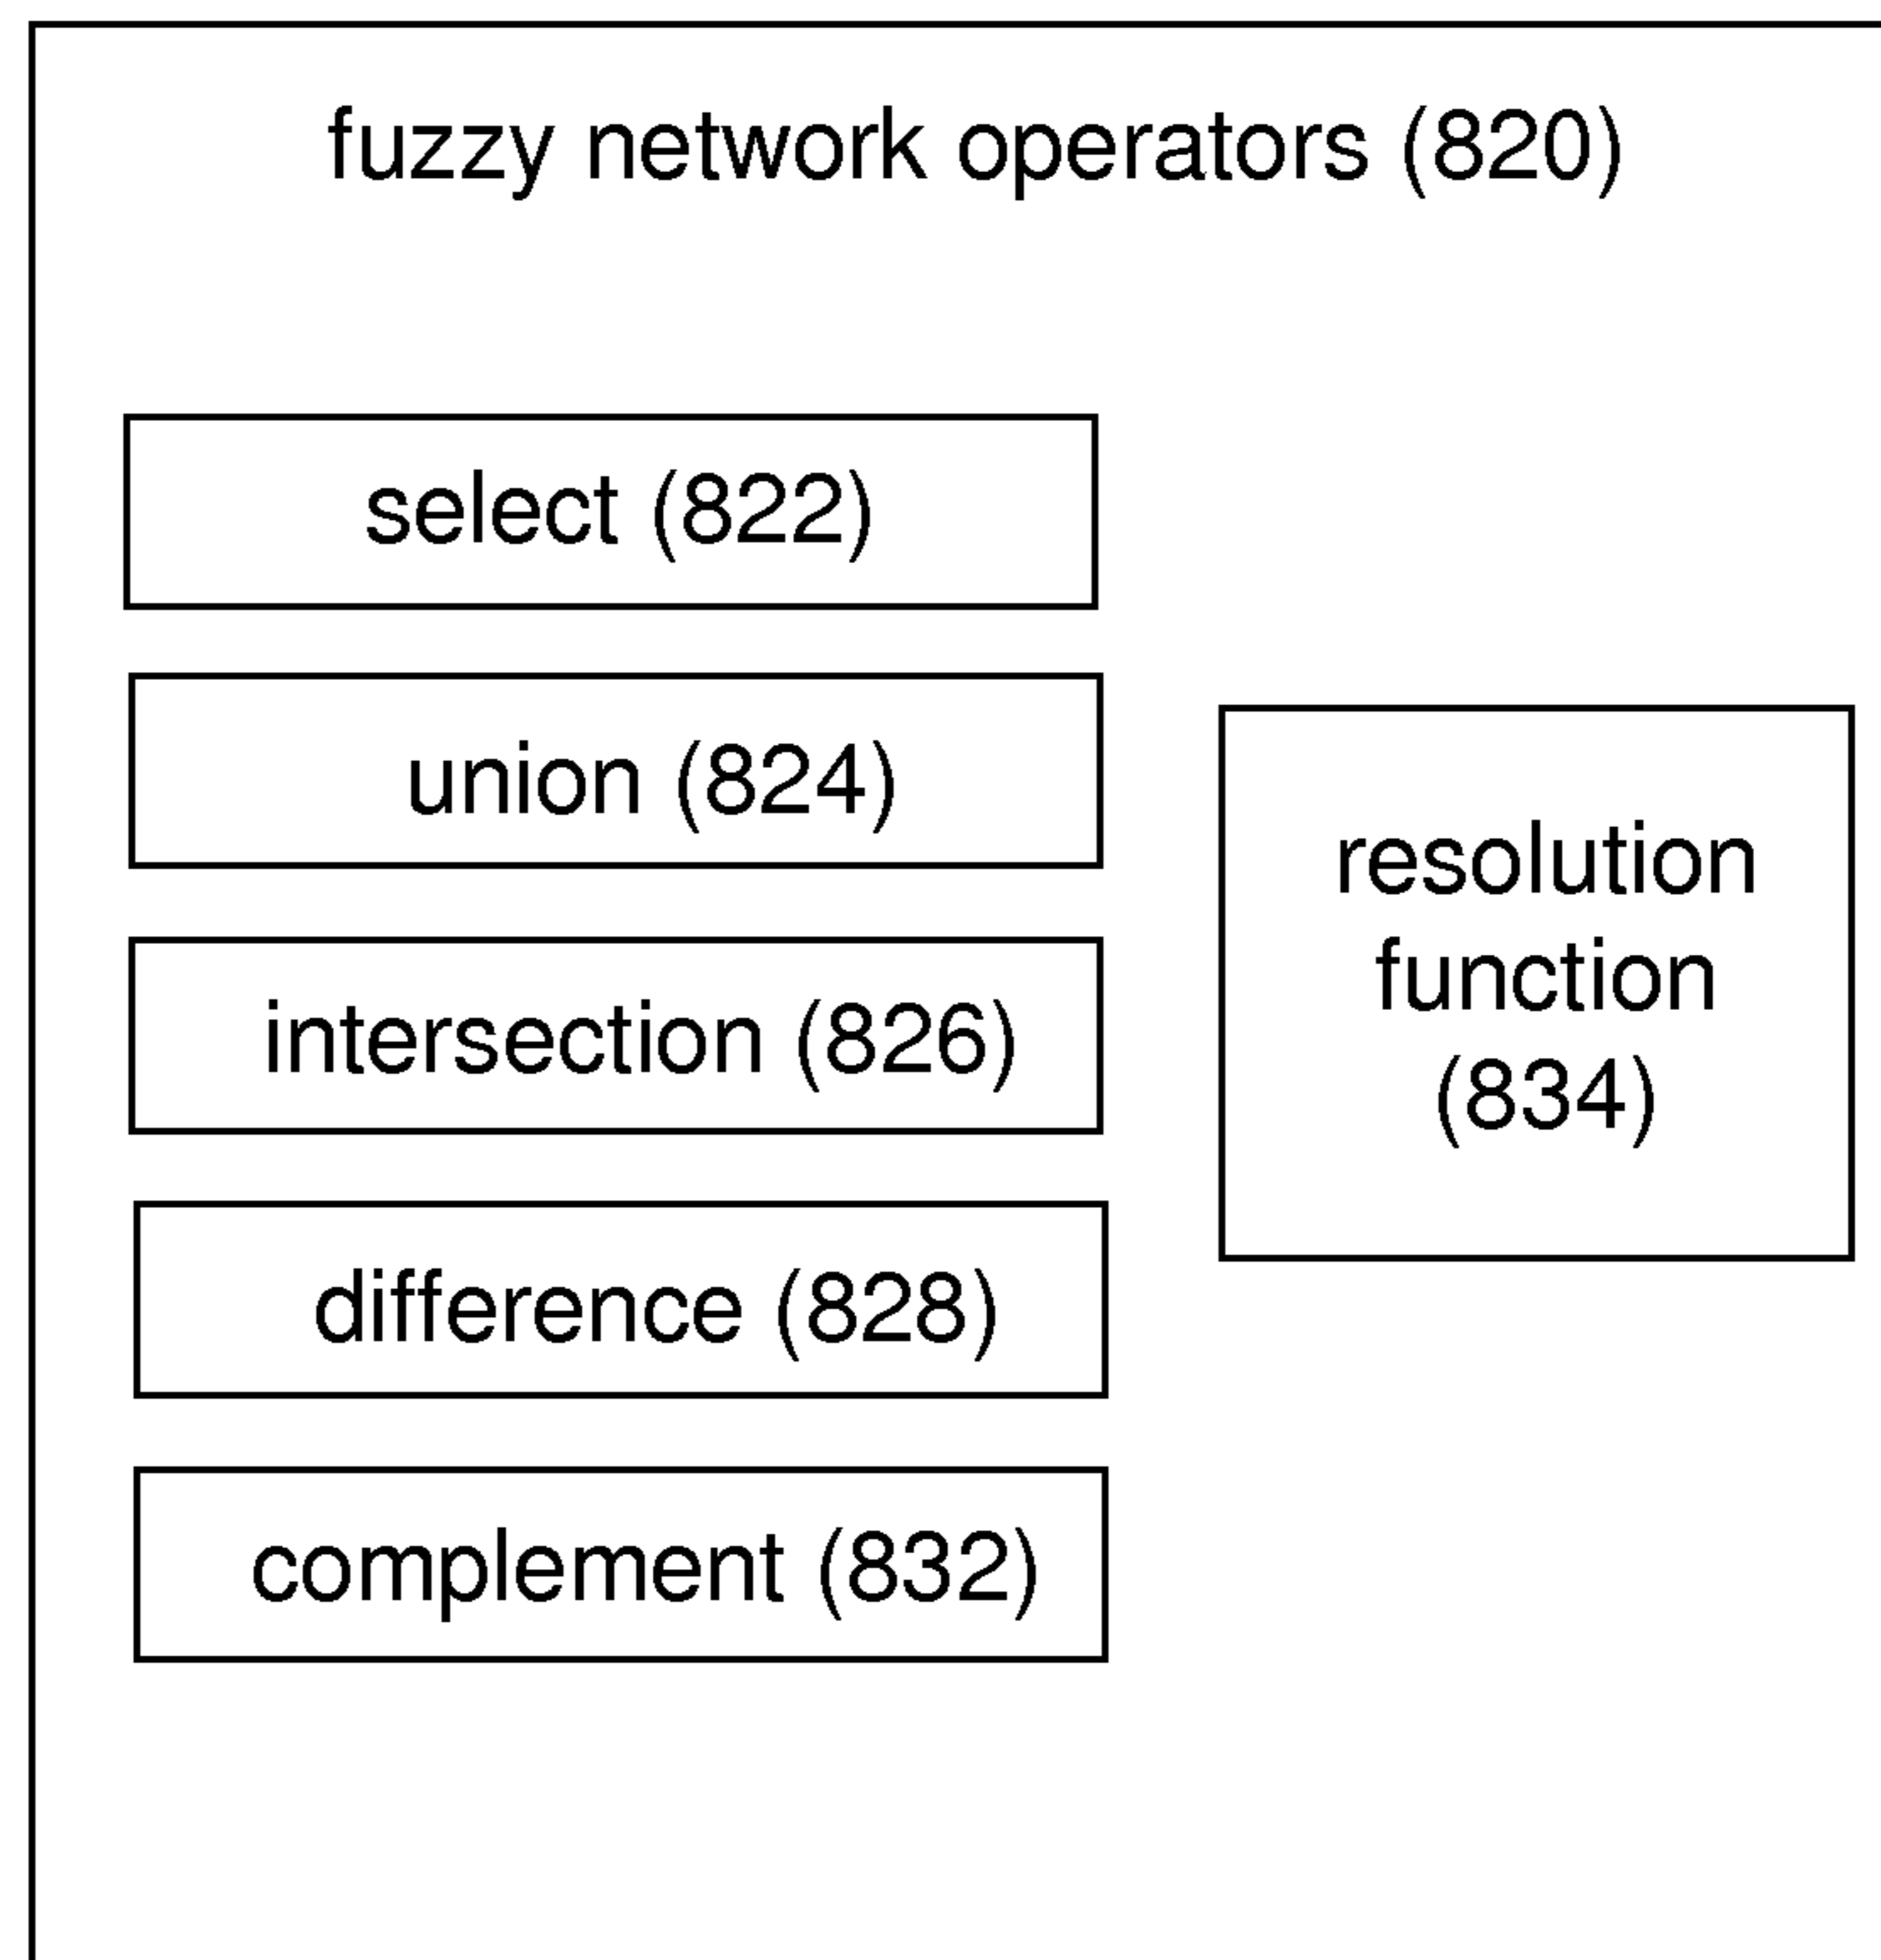 fuzzy network operators (820)
select (822)
union (824)
intersection (826)
difference (828)
complement (832)
resolution
function
(834)